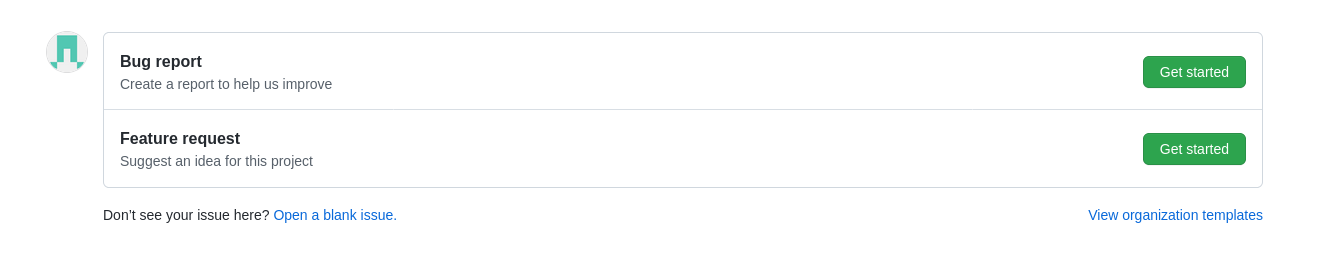 Bug report
Create a report to help us improve
Get started
Feature request
Suggest an idea for this project
Get started
Don’t see your issue here? Open a blank issue.
View organization templates